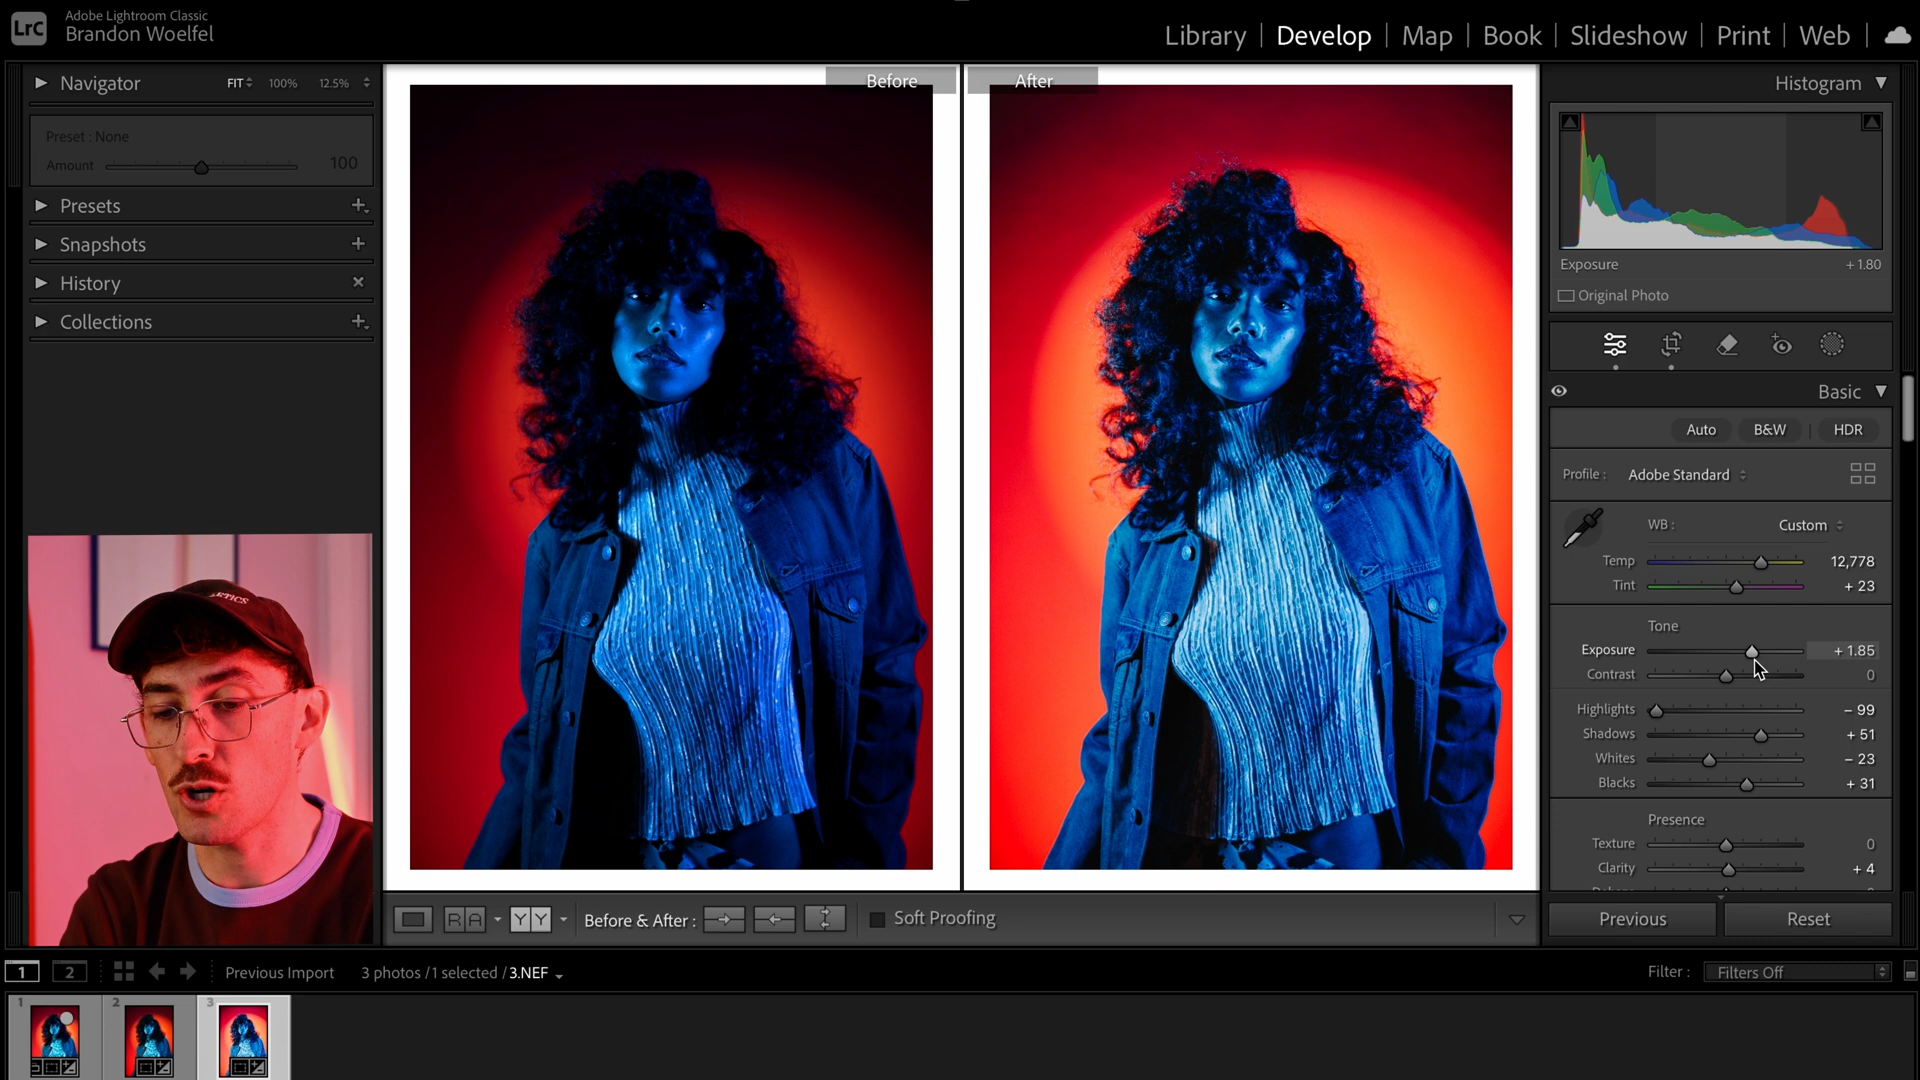 LrC
Adobe Lightroom Classic
Brandon Woelfel
Library | Develop | Map | Book | Slideshow | Print | Web |
Navigator FIT 100% 12.5%
Preset : None
Amount 100
Presets
Snapshots
History
Collections
Before
After
Histogram
Exposure + 1.80
Original Photo
Basic
Auto B&W | HDR
Profile : Adobe Standard
WB : Custom
Temp 12,778
Tint + 23
Tone
Exposure + 1.85
Contrast 0
Highlights – 99
Shadows + 51
Whites – 23
Blacks + 31
Presence
Texture 0
Clarity + 4
R A Y Y Before & After : Soft Proofing
Previous Reset
1 2 Previous Import 3 photos / 1 selected / 3.NEF Filter : Filters Off
1 2 3